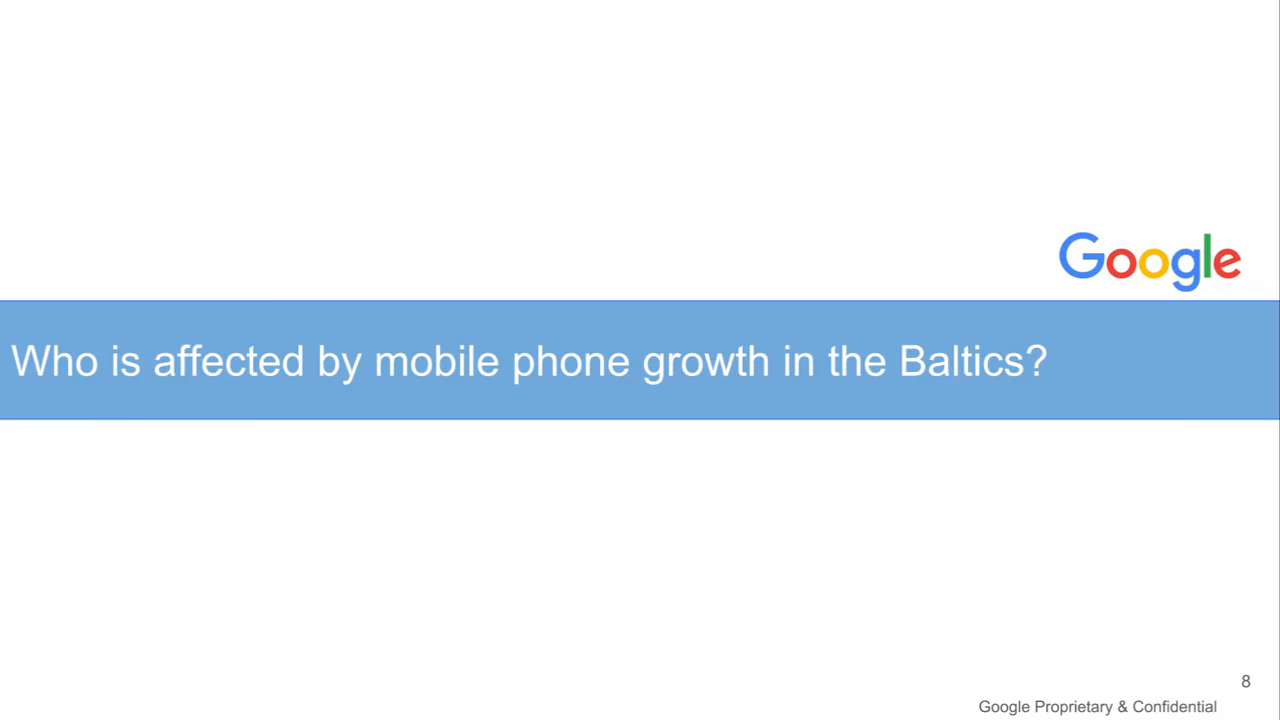 Google
Who is affected by mobile phone growth in the Baltics?
8
Google Proprietary & Confidential